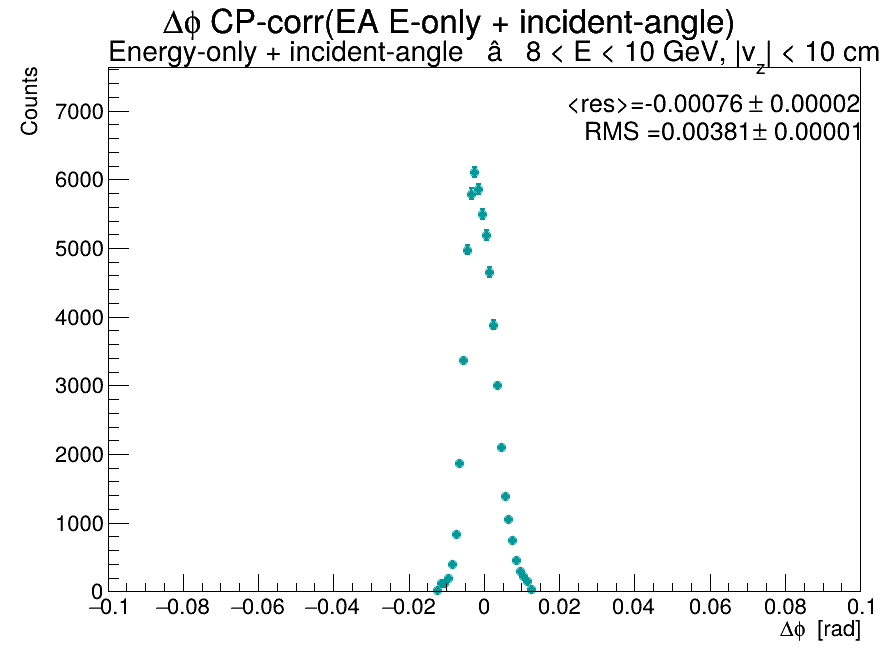 Δϕ CP-corr(EA E-only + incident-angle)
Energy-only + incident-angle â 8 < E < 10 GeV, |v_z| < 10 cm
Counts
<res>=-0.00076 ± 0.00002
RMS =0.00381± 0.00001
7000
6000
5000
4000
3000
2000
1000
0
−0.1 −0.08 −0.06 −0.04 −0.02 0 0.02 0.04 0.06 0.08 0.1
Δϕ [rad]